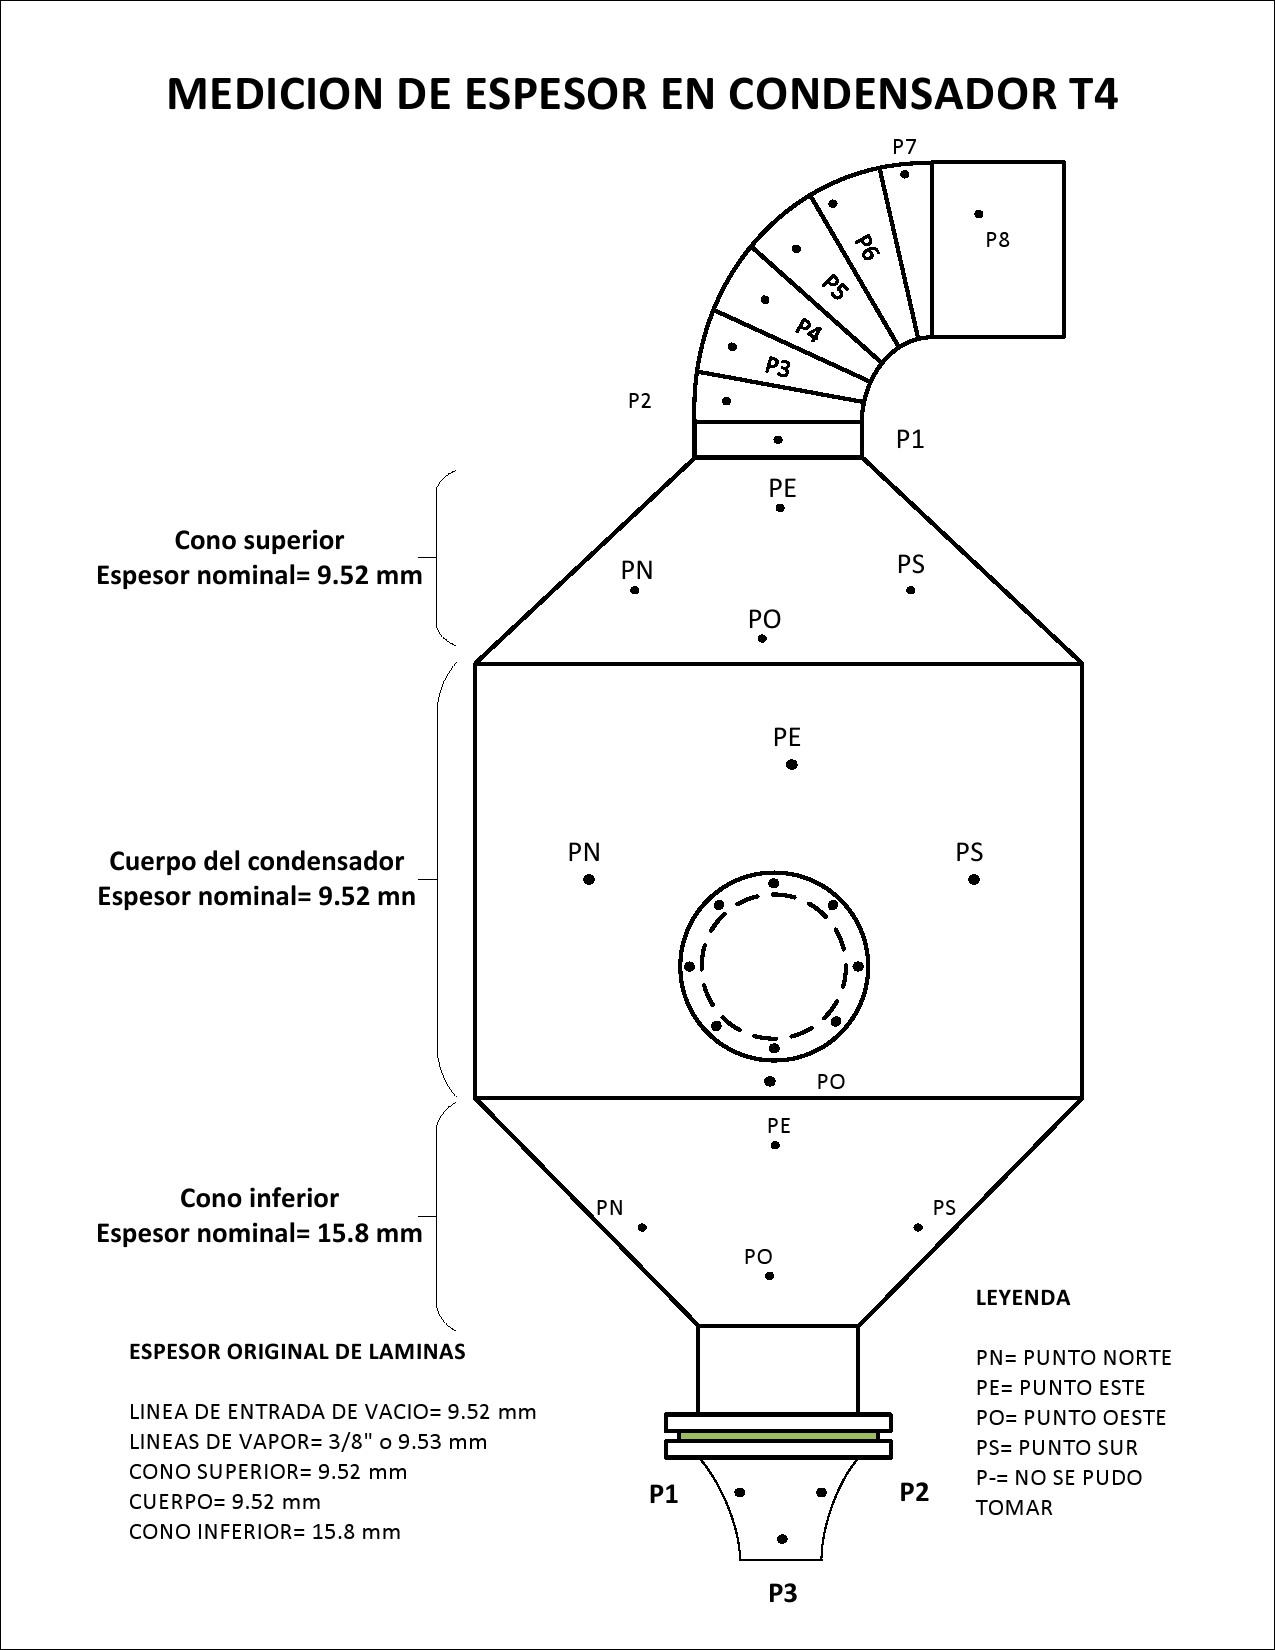 MEDICION DE ESPESOR EN CONDENSADOR T4
P7
P8
P6
P5
P4
P3
P2
P1
PE
Cono superior
Espesor nominal= 9.52 mm
PN
PS
PO
PE
Cuerpo del condensador
Espesor nominal= 9.52 mn
PN
PS
PO
PE
Cono inferior
Espesor nominal= 15.8 mm
PN
PS
PO
ESPESOR ORIGINAL DE LAMINAS
LINEA DE ENTRADA DE VACIO= 9.52 mm
LINEAS DE VAPOR= 3/8" o 9.53 mm
CONO SUPERIOR= 9.52 mm
CUERPO= 9.52 mm
CONO INFERIOR= 15.8 mm
P1
P2
P3
LEYENDA
PN= PUNTO NORTE
PE= PUNTO ESTE
PO= PUNTO OESTE
PS= PUNTO SUR
P-= NO SE PUDO
TOMAR